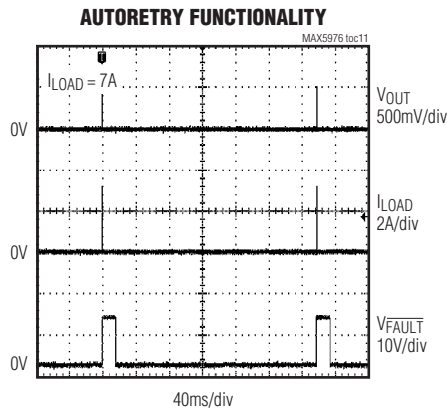 AUTORETRY FUNCTIONALITY
MAX5976 toc11
T
ILOAD = 7A
VOUT
500mV/div
0V
ILOAD
2A/div
0V
VFAULT
10V/div
0V
40ms/div